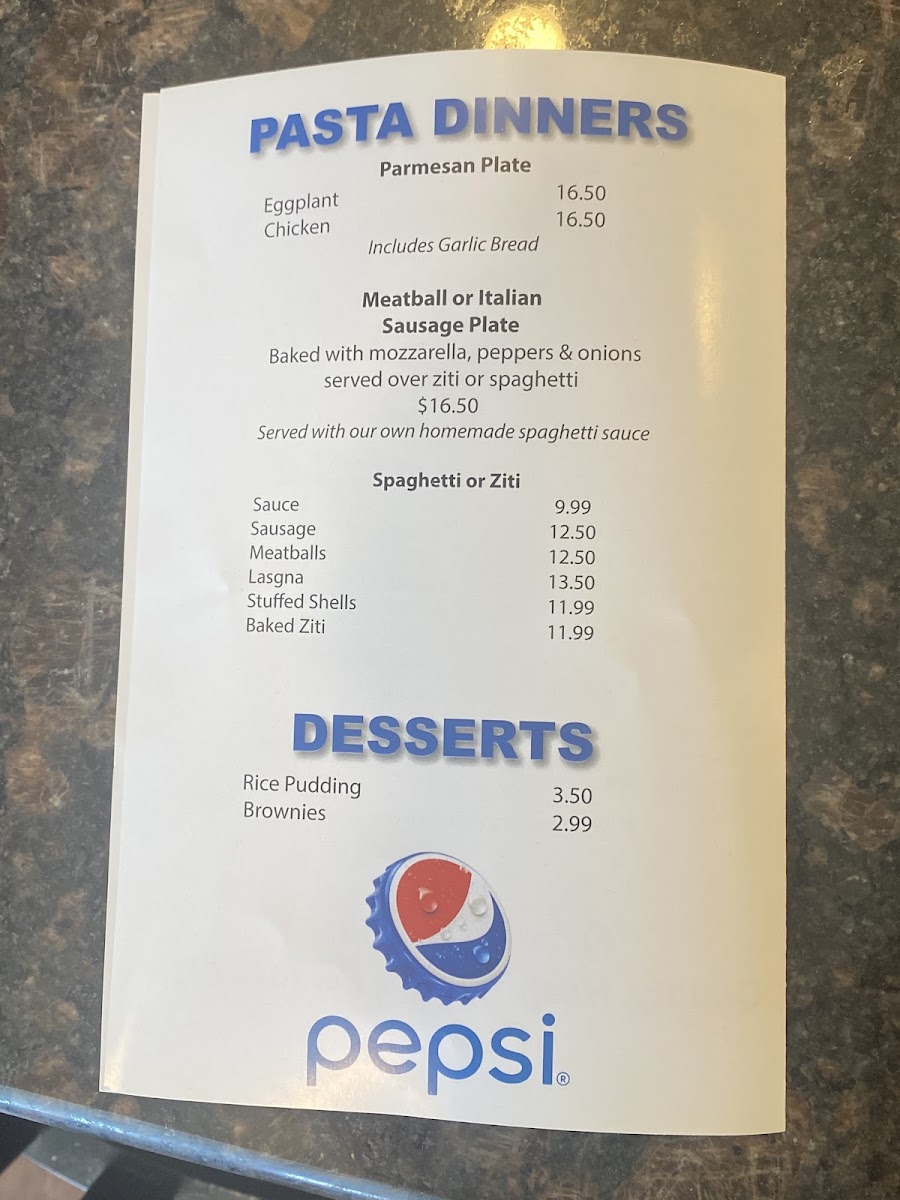 PASTA DINNERS
Parmesan Plate
Eggplant 16.50
Chicken 16.50
Includes Garlic Bread
Meatball or Italian
Sausage Plate
Baked with mozzarella, peppers & onions
served over ziti or spaghetti
$16.50
Served with our own homemade spaghetti sauce
Spaghetti or Ziti
Sauce 9.99
Sausage 12.50
Meatballs 12.50
Lasgna 13.50
Stuffed Shells 11.99
Baked Ziti 11.99
DESSERTS
Rice Pudding 3.50
Brownies 2.99
pepsi®